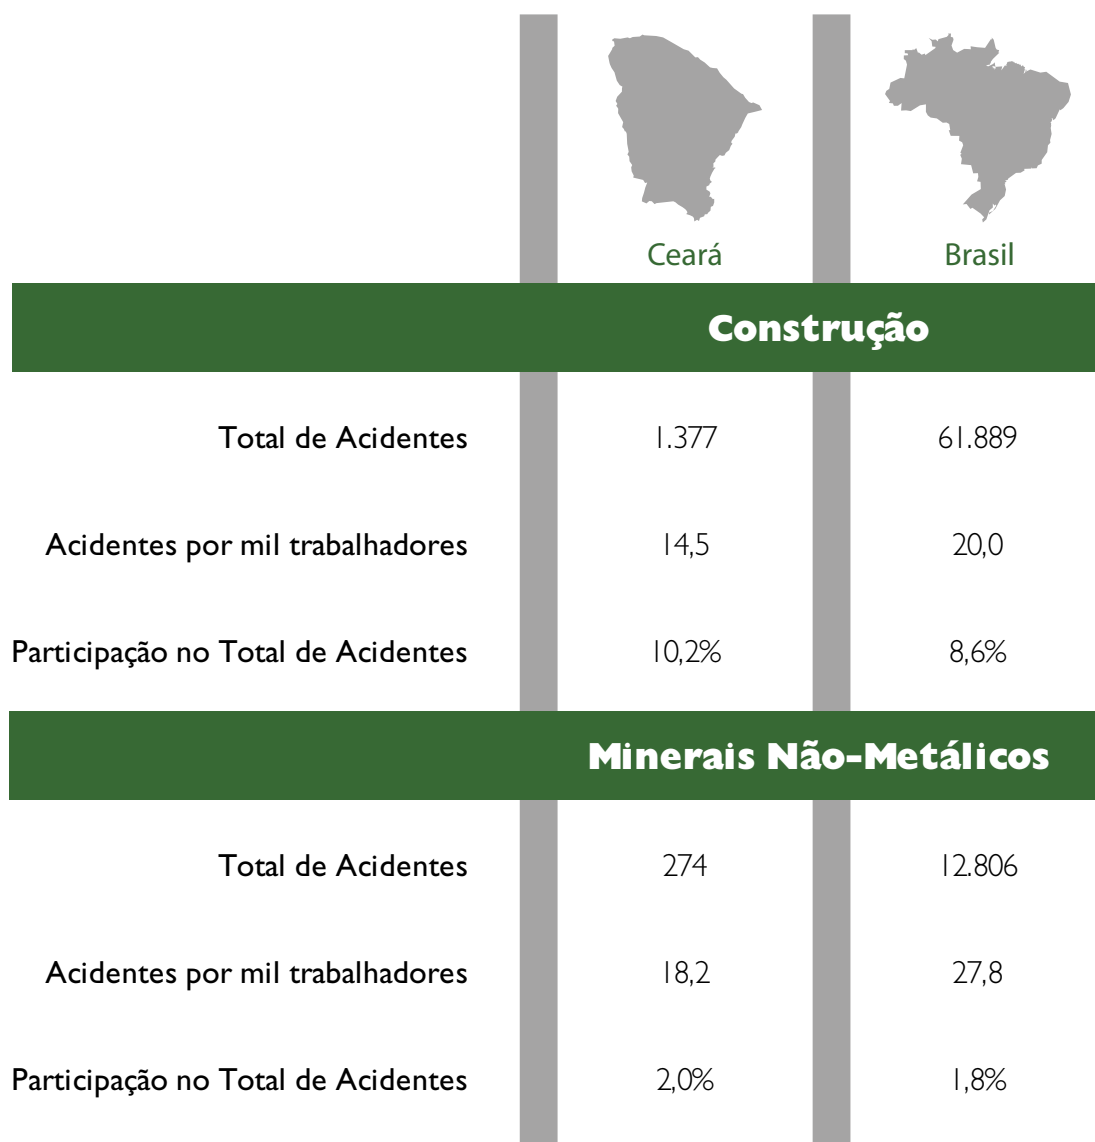 Ceará Brasil
Construção
Total de Acidentes 1.377 61.889
Acidentes por mil trabalhadores 14,5 20,0
Participação no Total de Acidentes 10,2% 8,6%
Minerais Não-Metálicos
Total de Acidentes 274 12.806
Acidentes por mil trabalhadores 18,2 27,8
Participação no Total de Acidentes 2,0% 1,8%